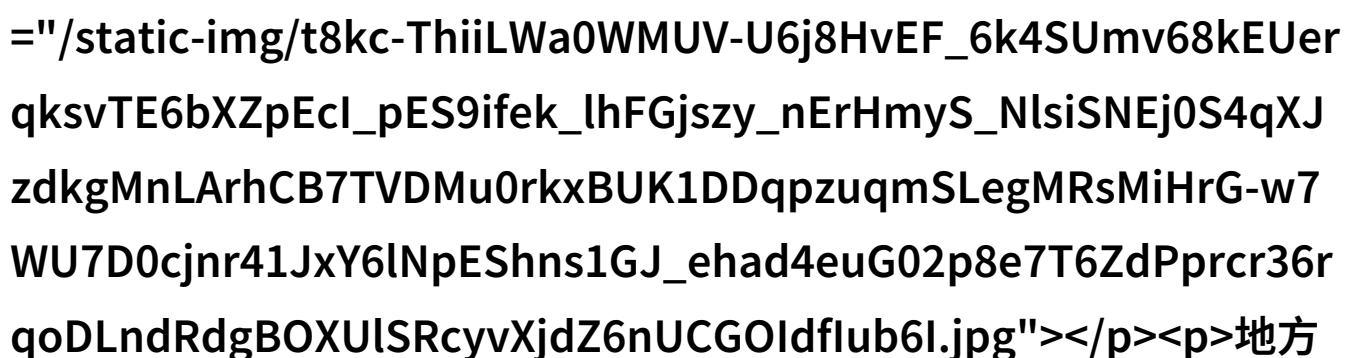 ="/static-img/t8kc-ThiiLWa0WMUV-U6j8HvEF_6k4SUmv68kEUer
qksvTE6bXZpEcI_pES9ifek_lhFGjszy_nErHmyS_NlsiSNEj0S4qXJ
zdkgMnLArhCB7TVDMu0rkxBUK1DDqpzuqmSLegMRsMiHrG-w7
WU7D0cjnr41JxY6lNpEShns1GJ_ehad4euG02p8e7T6ZdPprcr36r
qoDLndRdgBOXUlSRcyvXjdZ6nUCGOIdfIub6I.jpg"></p><p>地方